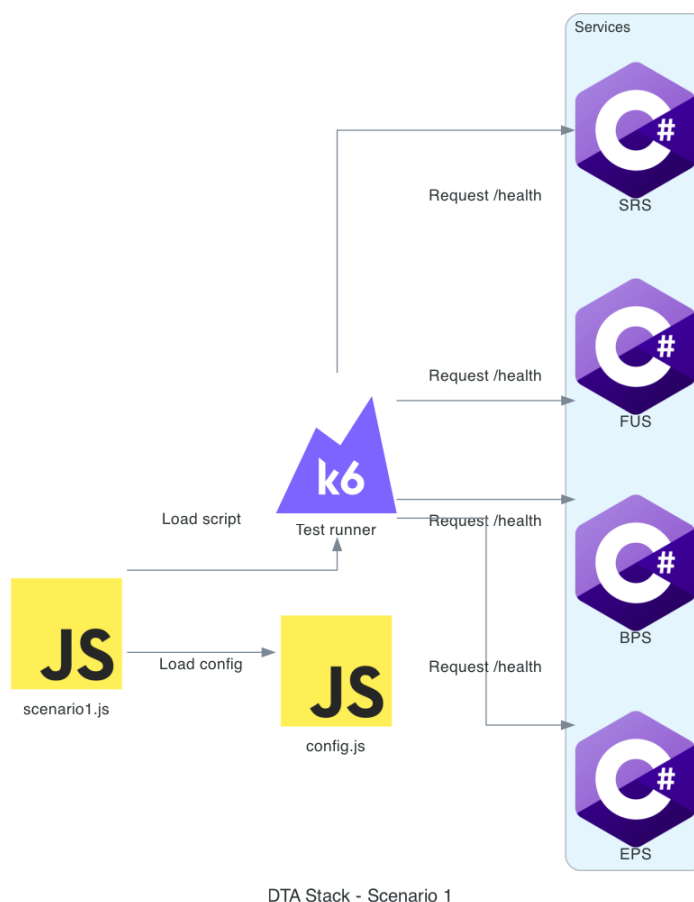 Services
C#
SRS
Request /health
C#
FUS
Request /health
k6
Test runner
C#
BPS
Request /health
Load script
JS
scenario1.js
Load config
JS
config.js
Request /health
C#
EPS
DTA Stack - Scenario 1